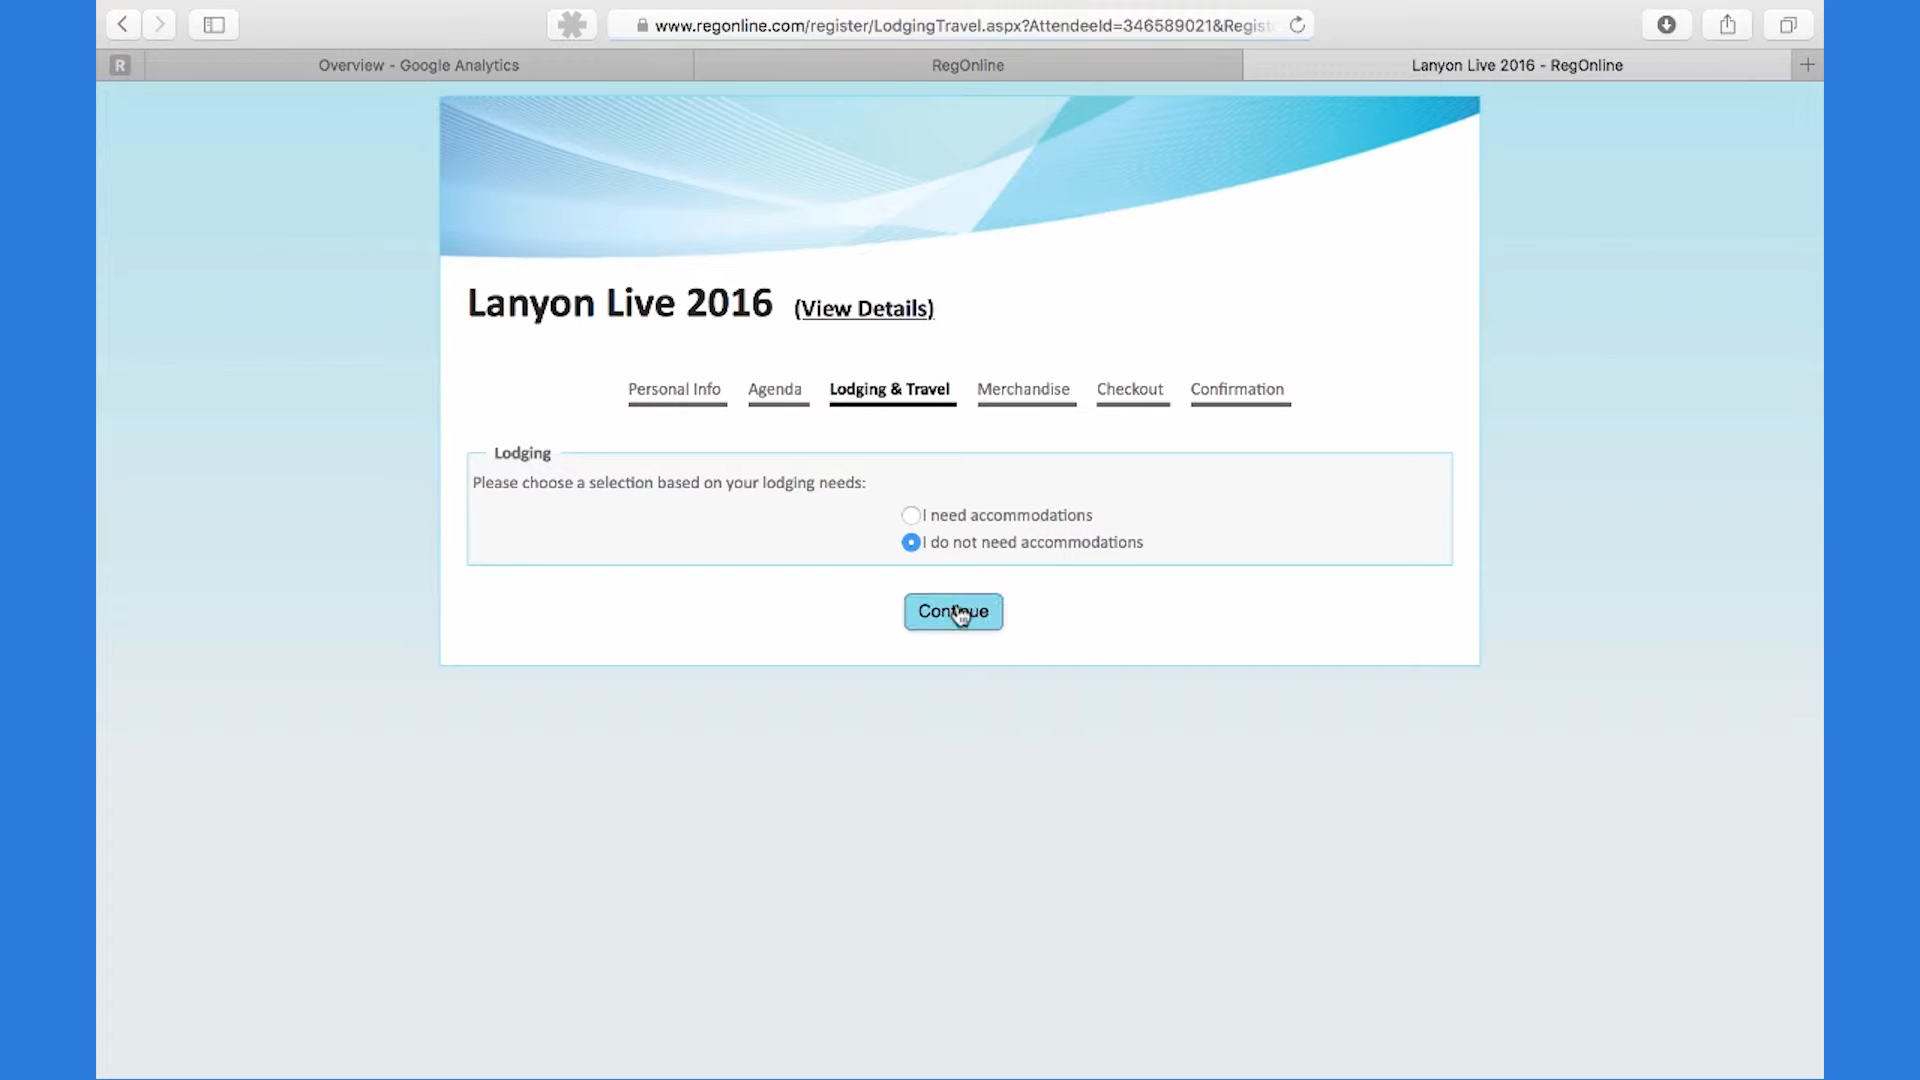 www.regonline.com/register/LodgingTravel.aspx?AttendeeId=346589021&Regist
R
Overview - Google Analytics
RegOnline
Lanyon Live 2016 - RegOnline
Lanyon Live 2016 (View Details)
Personal Info Agenda Lodging & Travel Merchandise Checkout Confirmation
Lodging
Please choose a selection based on your lodging needs:
I need accommodations
I do not need accommodations
Continue